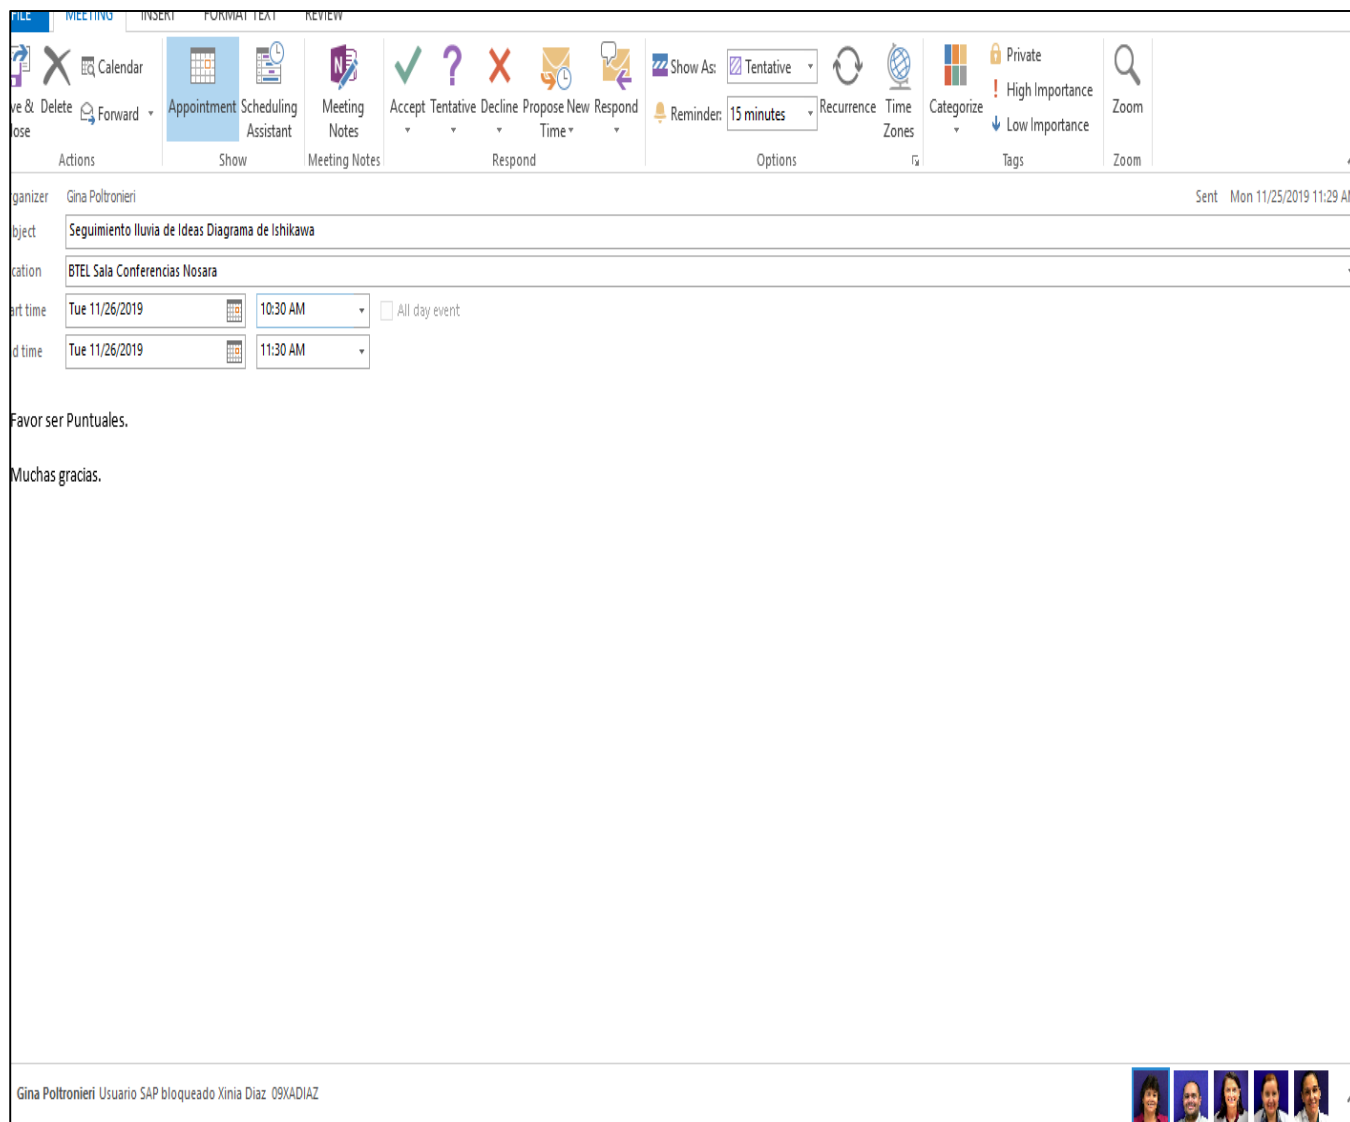 FILE MEETING INSERT FORMAT TEXT REVIEW
ve & Delete Calendar Forward
lose
Appointment Scheduling Assistant
Meeting Notes
Accept Tentative Decline Propose New Time Respond
Show As: Tentative
Reminder: 15 minutes
Recurrence Time Zones
Categorize
Private
High Importance
Low Importance
Zoom
Actions Show Meeting Notes Respond Options Tags Zoom
rganizer Gina Poltronieri Sent Mon 11/25/2019 11:29 AM
bject Seguimiento lluvia de Ideas Diagrama de Ishikawa
cation BTEL Sala Conferencias Nosara
art time Tue 11/26/2019 10:30 AM All day event
d time Tue 11/26/2019 11:30 AM
Favor ser Puntuales.
Muchas gracias.
Gina Poltronieri Usuario SAP bloqueado Xinia Diaz 09XADIAZ